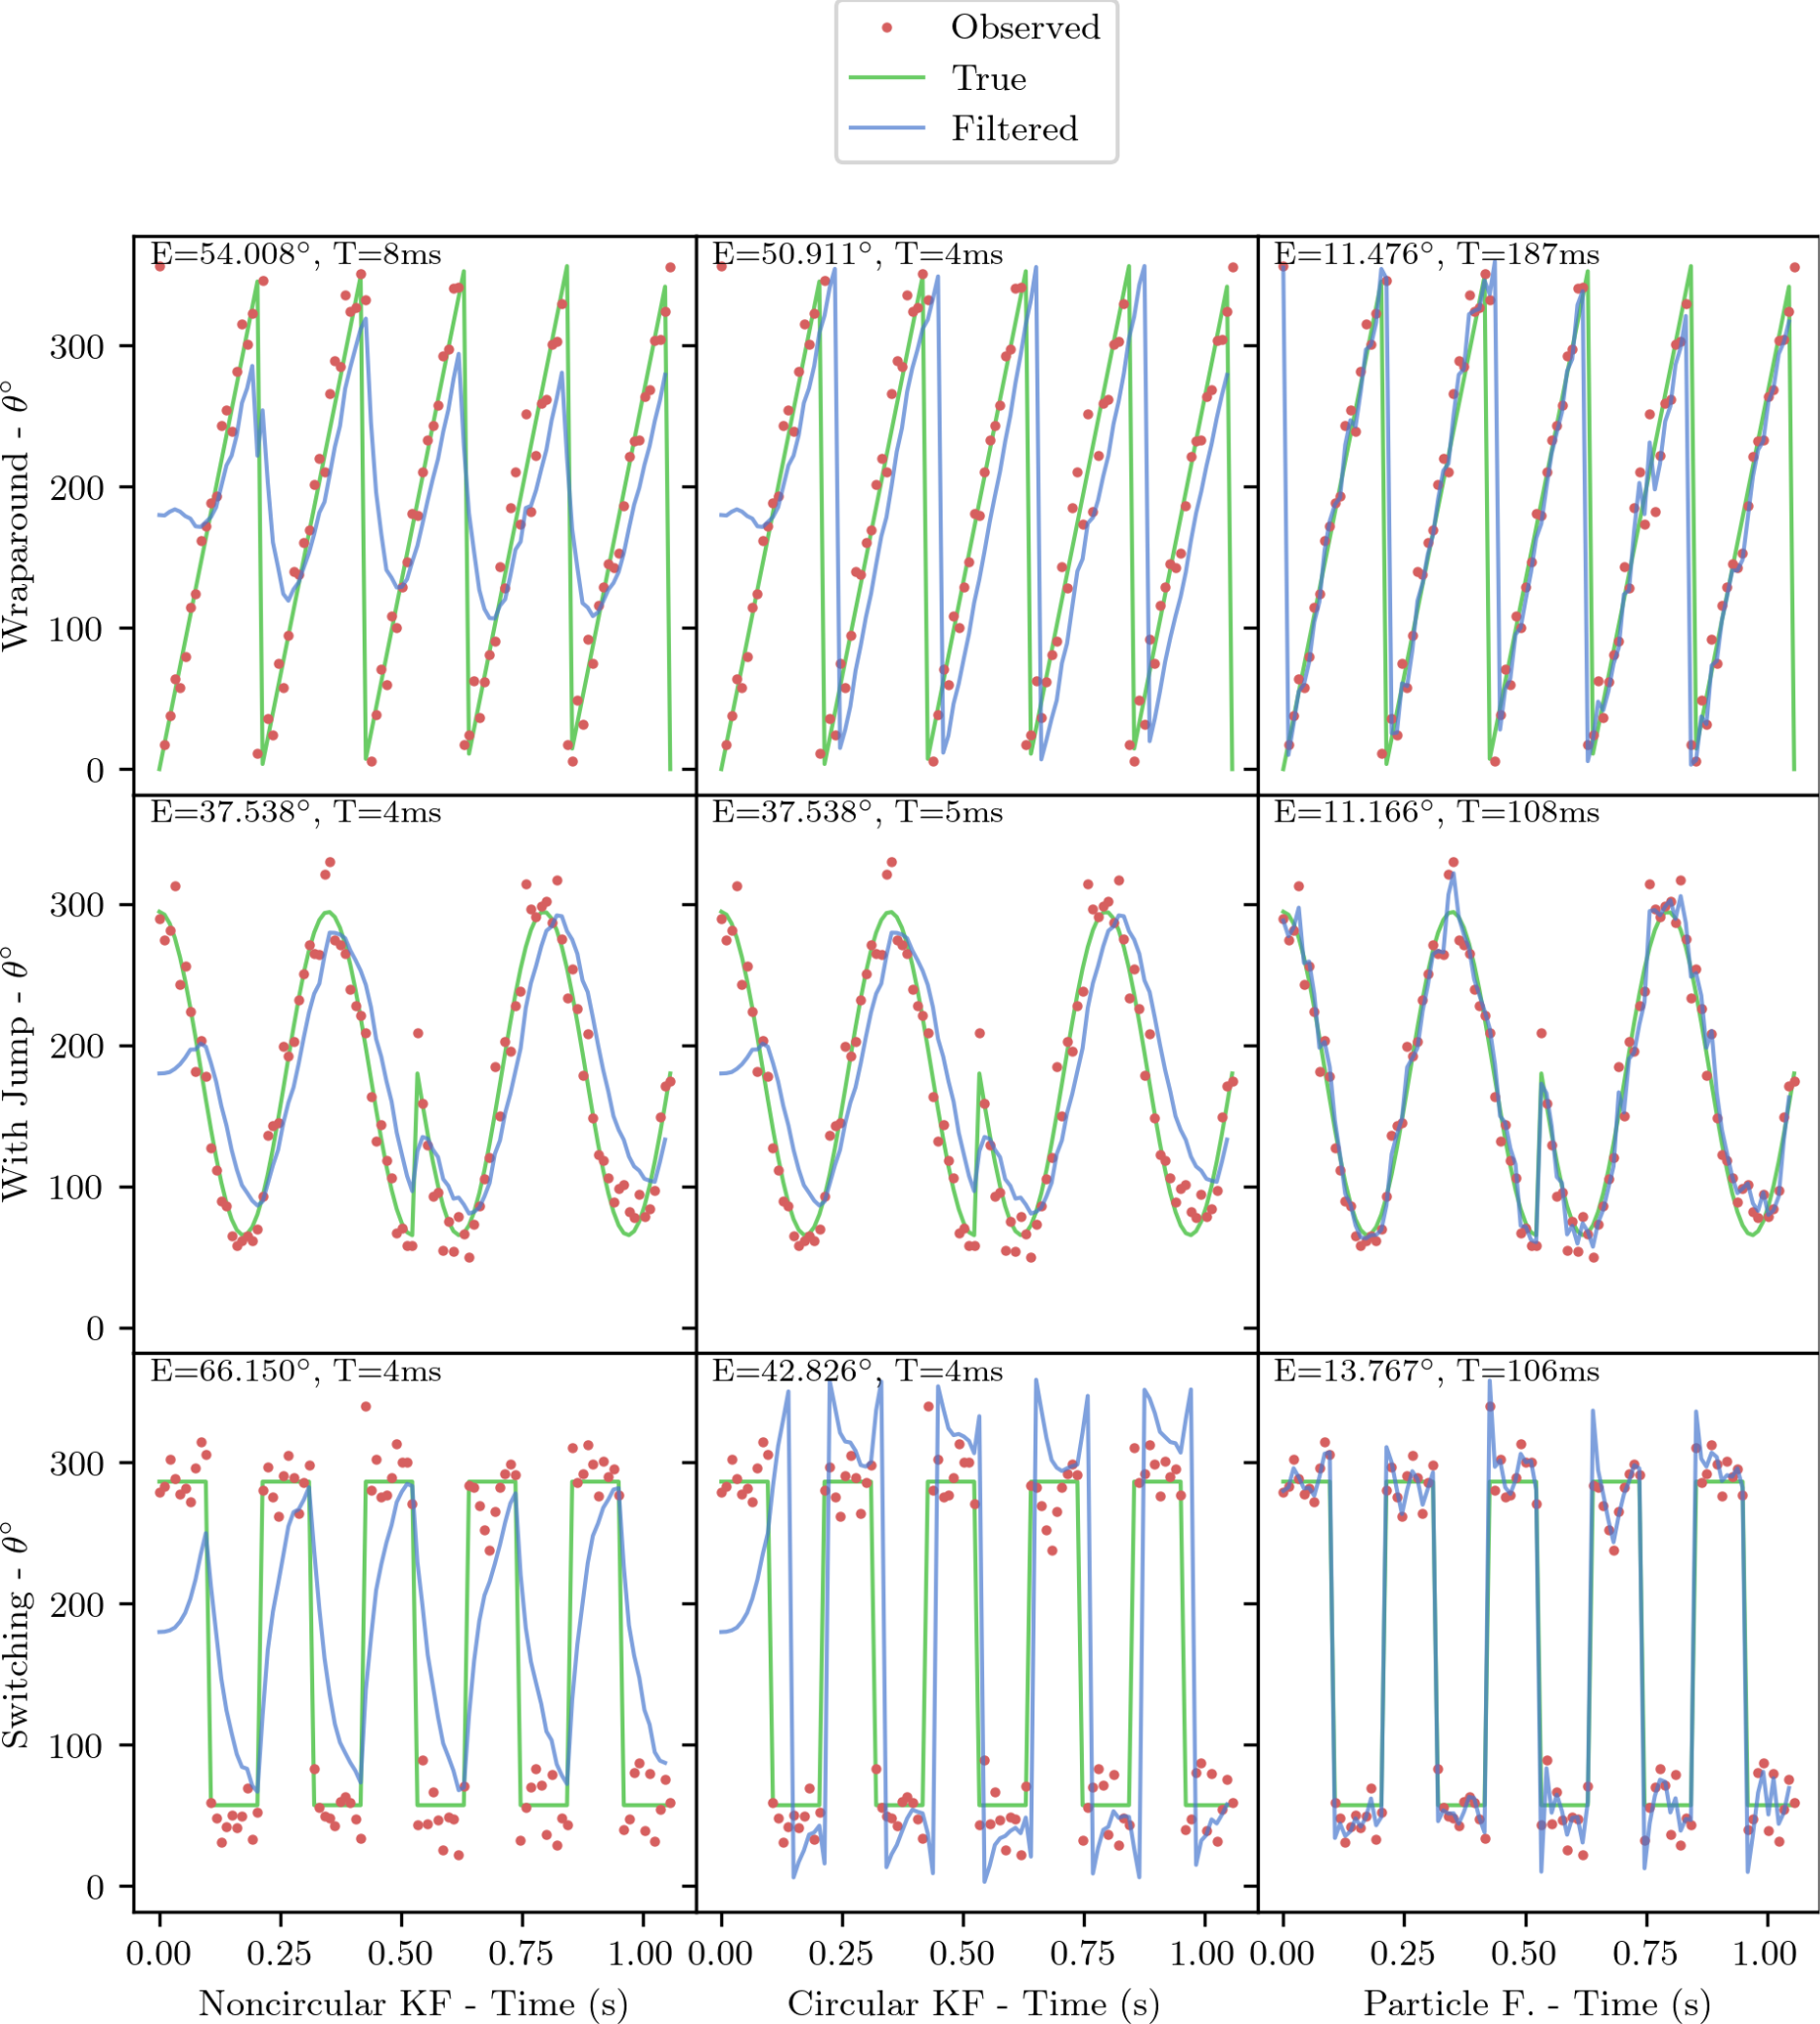 Observed
True
Filtered
E=54.008°, T=8ms
E=50.911°, T=4ms
E=11.476°, T=187ms
Wraparound - θ°
300
200
100
0
E=37.538°, T=4ms
E=37.538°, T=5ms
E=11.166°, T=108ms
With Jump - θ°
300
200
100
0
E=66.150°, T=4ms
E=42.826°, T=4ms
E=13.767°, T=106ms
Switching - θ°
300
200
100
0
0.00 0.25 0.50 0.75 1.00
0.00 0.25 0.50 0.75 1.00
0.00 0.25 0.50 0.75 1.00
Noncircular KF - Time (s)
Circular KF - Time (s)
Particle F. - Time (s)